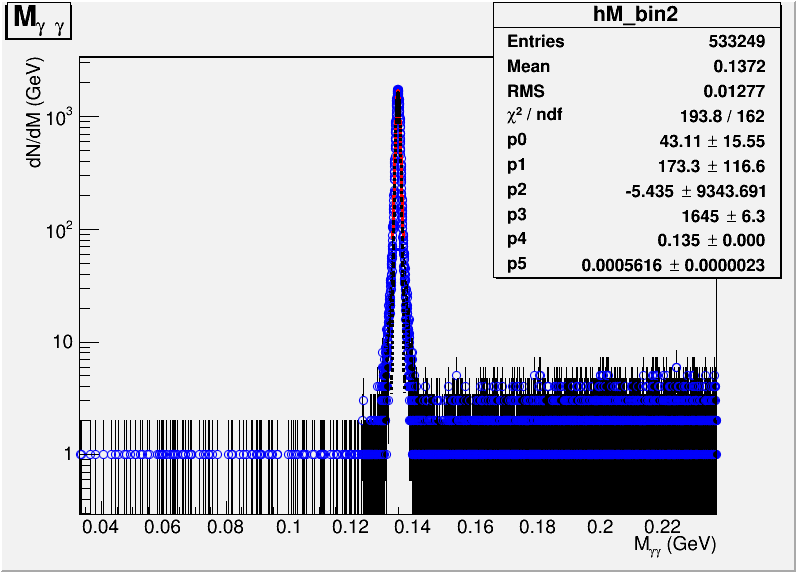 Mγ γ
hM_bin2
Entries 533249
Mean 0.1372
RMS 0.01277
χ² / ndf 193.8 / 162
p0 43.11 ± 15.55
p1 173.3 ± 116.6
p2 -5.435 ± 9343.691
p3 1645 ± 6.3
p4 0.135 ± 0.000
p5 0.0005616 ± 0.0000023
dN/dM (GeV)
10³
10²
10
1
0.04 0.06 0.08 0.1 0.12 0.14 0.16 0.18 0.2 0.22
Mγγ (GeV)